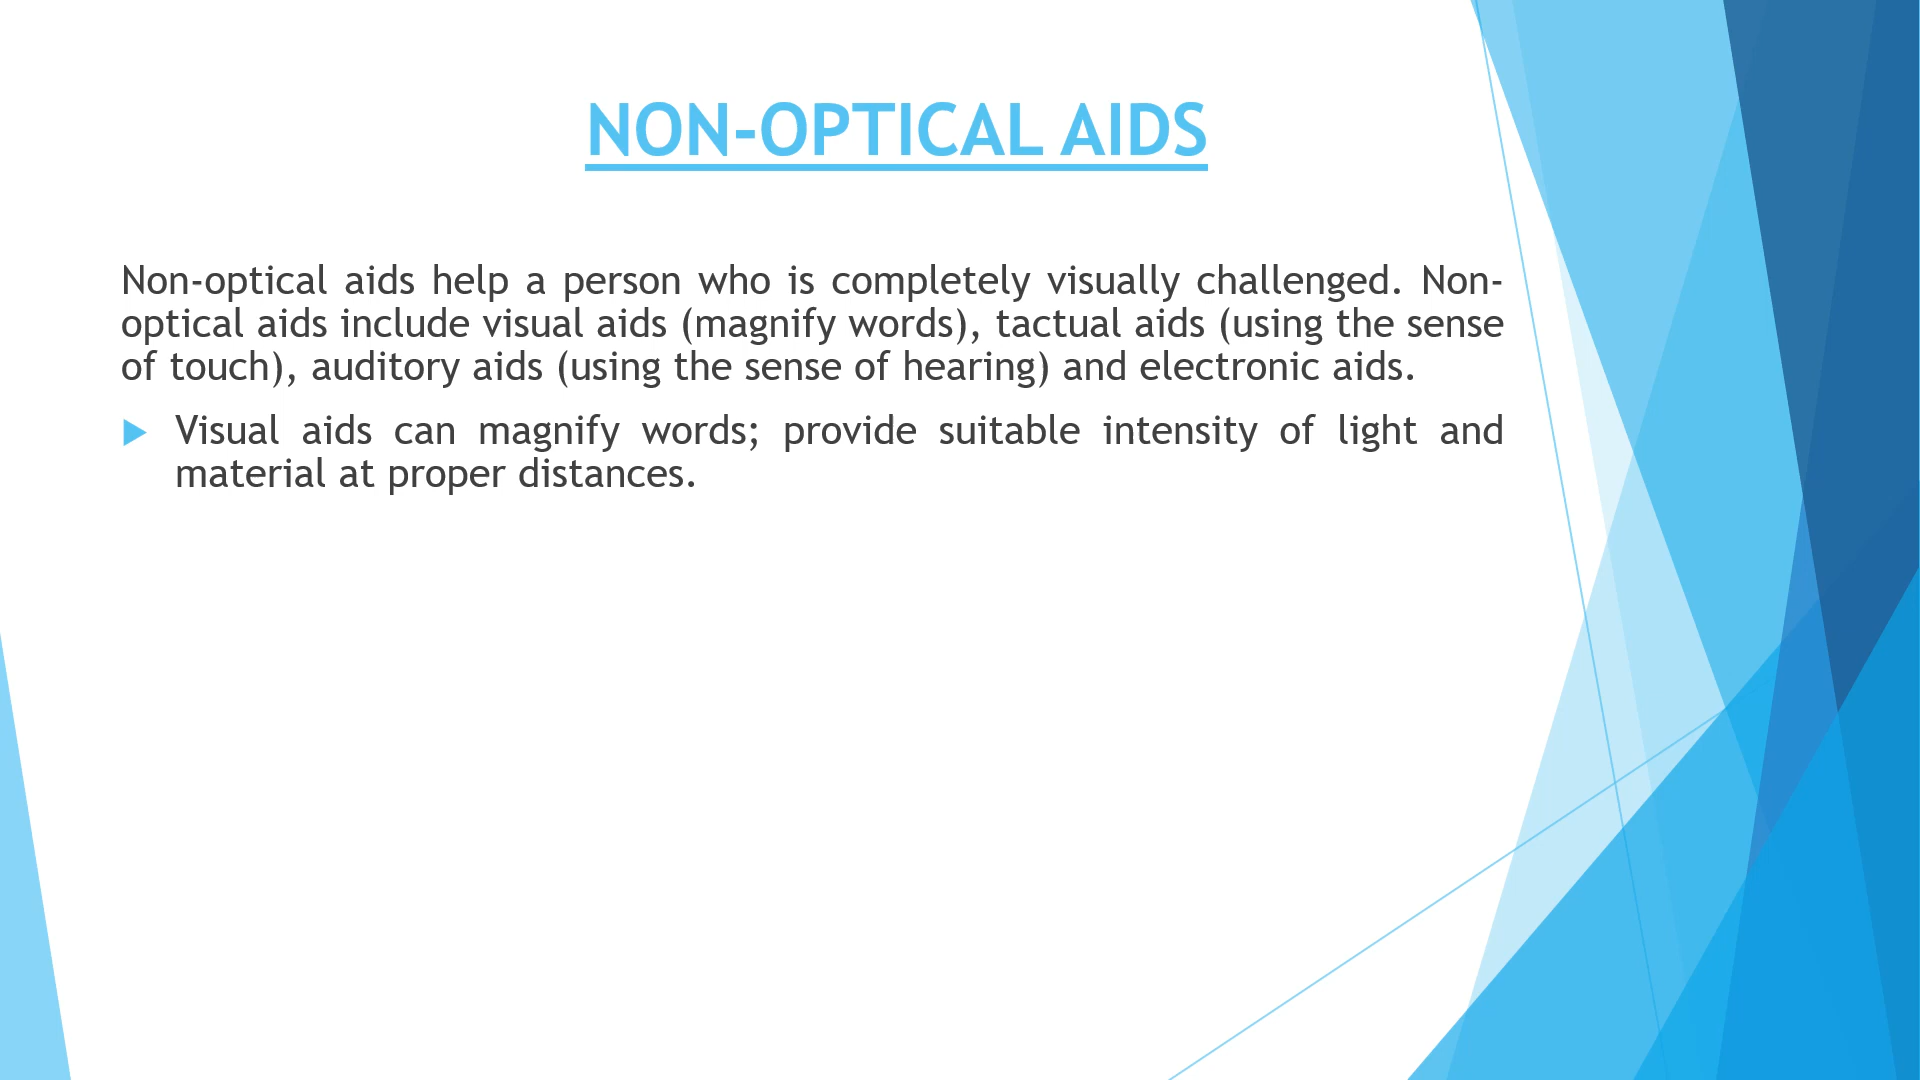 NON-OPTICAL AIDS
Non-optical aids help a person who is completely visually challenged. Non-
optical aids include visual aids (magnify words), tactual aids (using the sense
of touch), auditory aids (using the sense of hearing) and electronic aids.
Visual aids can magnify words; provide suitable intensity of light and
material at proper distances.